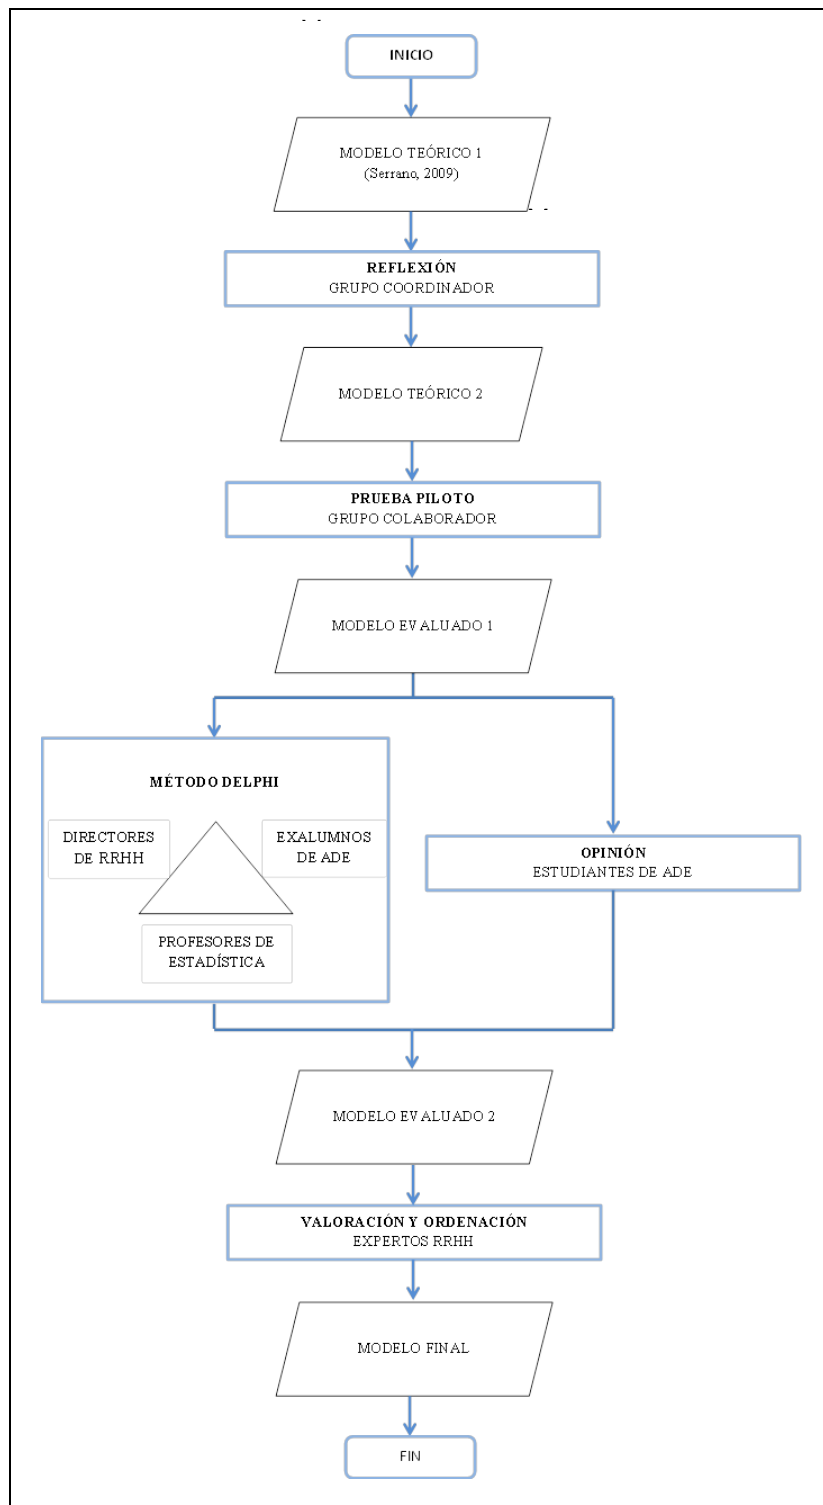 INICIO
MODELO TEÓRICO 1
(Serrano, 2009)
REFLEXIÓN
GRUPO COORDINADOR
MODELO TEÓRICO 2
PRUEBA PILOTO
GRUPO COLABORADOR
MODELO EVALUADO 1
MÉTODO DELPHI
DIRECTORES
DE RRHH
EXALUMNOS
DE ADE
PROFESORES DE
ESTADÍSTICA
OPINIÓN
ESTUDIANTES DE ADE
MODELO EVALUADO 2
VALORACIÓN Y ORDENACIÓN
EXPERTOS RRHH
MODELO FINAL
FIN